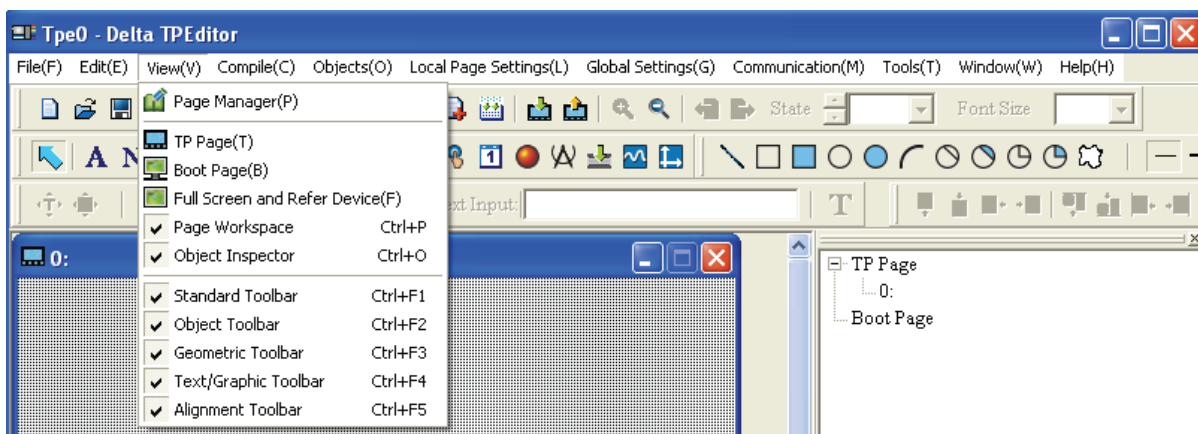 Tpe0 - Delta TPEditor
File(F) Edit(E) View(V) Compile(C) Objects(O) Local Page Settings(L) Global Settings(G) Communication(M) Tools(T) Window(W) Help(H)
Page Manager(P)
State Font Size
TP Page(T)
A N 1
Boot Page(B)
Full Screen and Refer Device(F)
T ext Input: T
Page Workspace Ctrl+P
Object Inspector Ctrl+O
0:
TP Page
0:
Boot Page
Standard Toolbar Ctrl+F1
Object Toolbar Ctrl+F2
Geometric Toolbar Ctrl+F3
Text/Graphic Toolbar Ctrl+F4
Alignment Toolbar Ctrl+F5